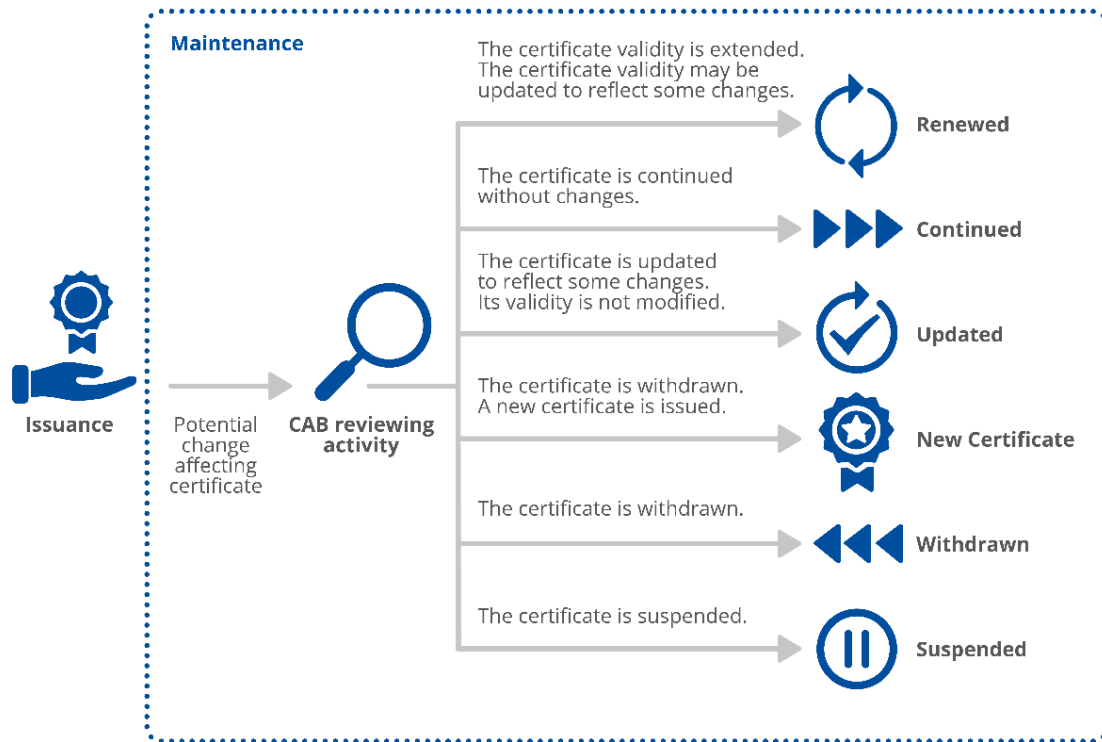 Maintenance
The certificate validity is extended.
The certificate validity may be
updated to reflect some changes.
Renewed
The certificate is continued
without changes.
Continued
The certificate is updated
to reflect some changes.
Its validity is not modified.
Updated
Issuance
Potential
change
affecting
certificate
CAB reviewing
activity
The certificate is withdrawn.
A new certificate is issued.
New Certificate
The certificate is withdrawn.
Withdrawn
The certificate is suspended.
Suspended